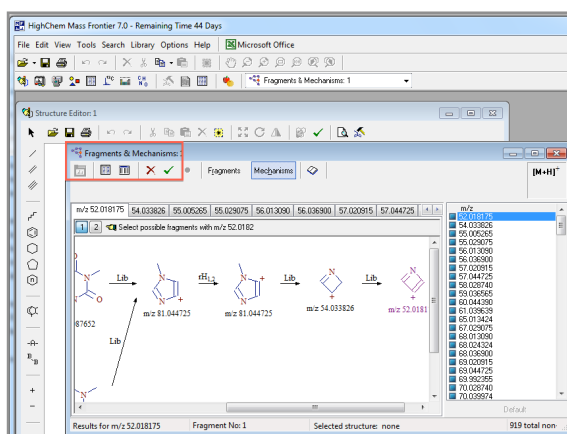 HighChem Mass Frontier 7.0 - Remaining Time 44 Days
File Edit View Tools Search Library Options Help Microsoft Office
Fragments & Mechanisms: 1
Structure Editor: 1
Fragments & Mechanisms: 1
Fragments Mechanisms [M+H]+
m/z 52.018175 54.033826 55.005265 55.029075 56.013090 56.036900 57.020915 57.044725
1 2 Select possible fragments with m/z 52.0182
Lib rH1,2 Lib Lib
N N N N N N
N O
m/z 81.044725 m/z 81.044725 m/z 54.033826 m/z 52.0181
87652
Lib
N
m/z
52.018175
54.033826
55.005265
55.029075
56.013090
56.036900
57.020915
57.044725
58.028740
59.036565
60.044390
61.039639
65.013424
67.029075
68.013090
68.024324
68.036900
69.020915
69.044725
69.992355
70.028740
70.039974
Default
Results for m/z 52.018175 Fragment No: 1 Selected structure: none 919 total non-